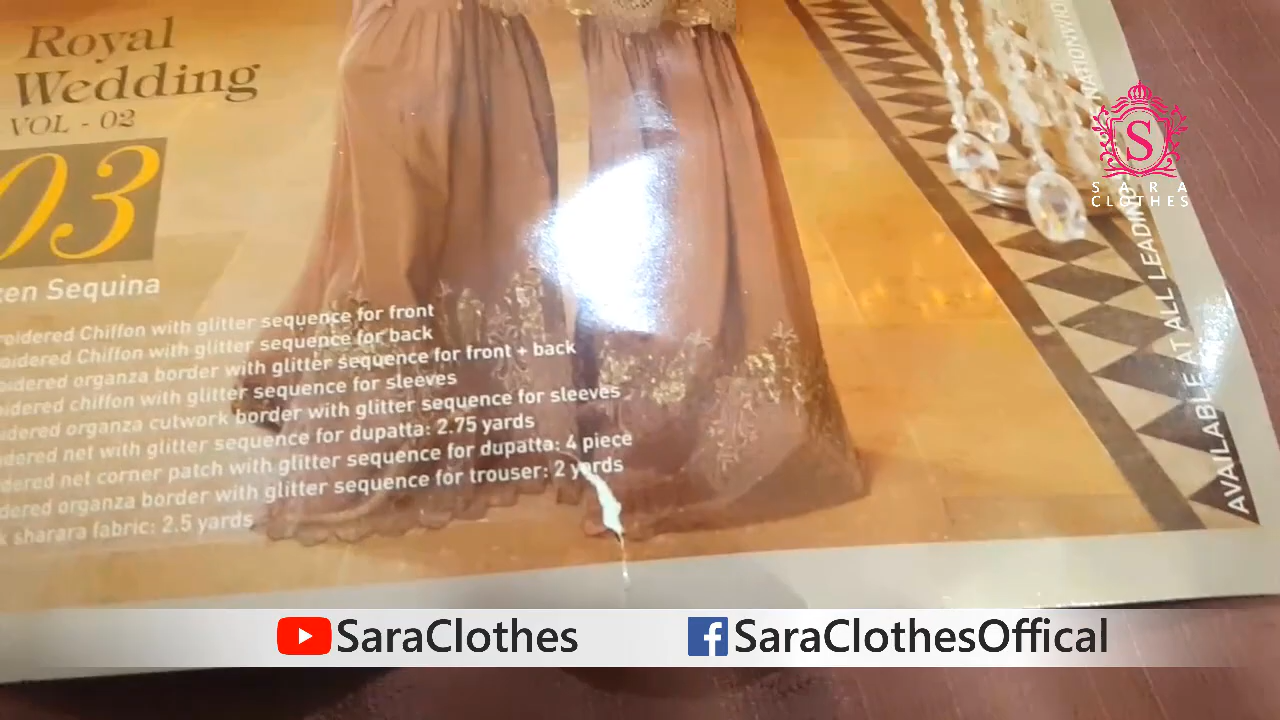 Royal
Wedding
VOL - 02
03
Sequina
Chiffon with glitter sequence for front
Chiffon with glitter sequence for back
organza border with glitter sequence for front + back
chiffon with glitter sequence for sleeves
organza cutwork border with glitter sequence for sleeves
net with glitter sequence for dupatta: 2.75 yards
net corner patch with glitter sequence for dupatta: 4 piece
organza border with glitter sequence for trouser: 2 yards
sharara fabric: 2.5 yards
AVAILABLE AT ALL LEADING NATIONWIDE
S
SARA
CLOTHES
SaraClothes
SaraClothesOffical